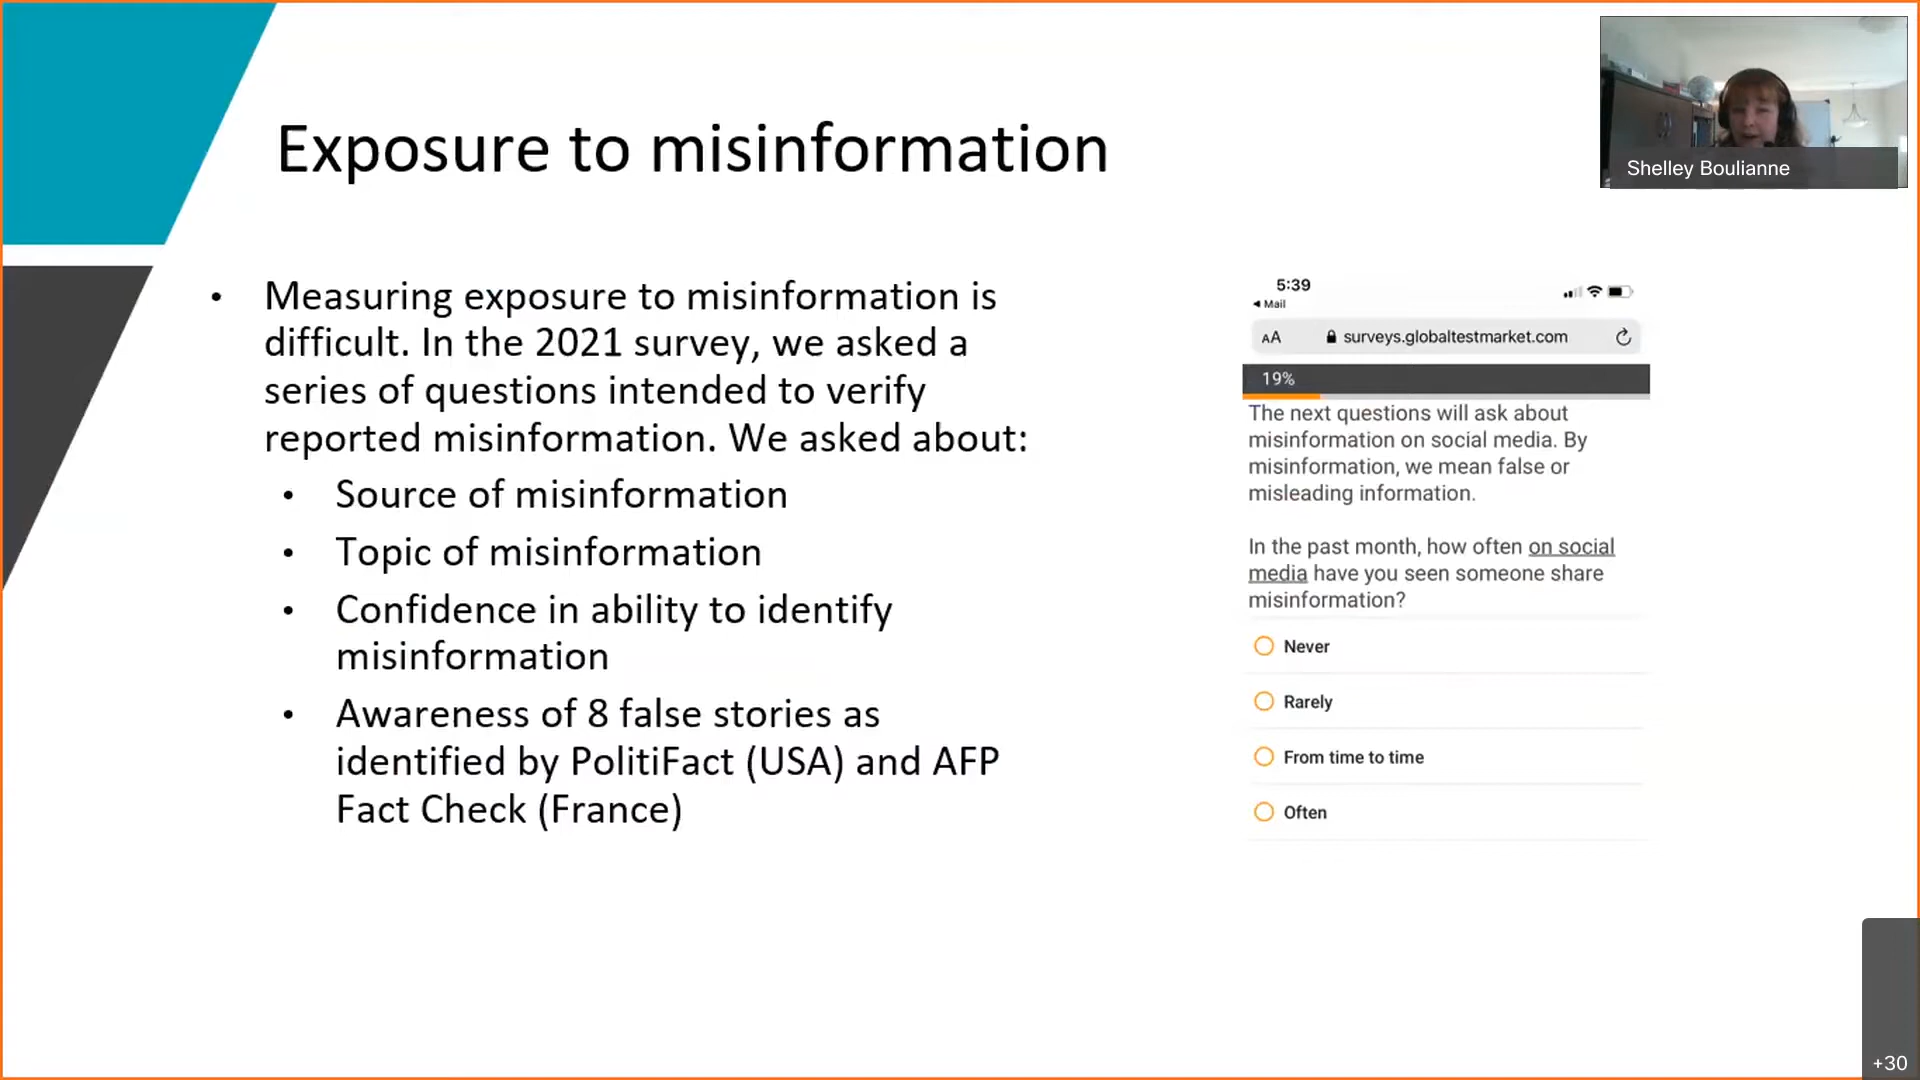 Exposure to misinformation
Shelley Boulianne
• Measuring exposure to misinformation is
difficult. In the 2021 survey, we asked a
series of questions intended to verify
reported misinformation. We asked about:
• Source of misinformation
• Topic of misinformation
• Confidence in ability to identify
misinformation
• Awareness of 8 false stories as
identified by PolitiFact (USA) and AFP
Fact Check (France)
5:39
Mail
AA surveys.globaltestmarket.com
19%
The next questions will ask about
misinformation on social media. By
misinformation, we mean false or
misleading information.
In the past month, how often on social
media have you seen someone share
misinformation?
Never
Rarely
From time to time
Often
+30